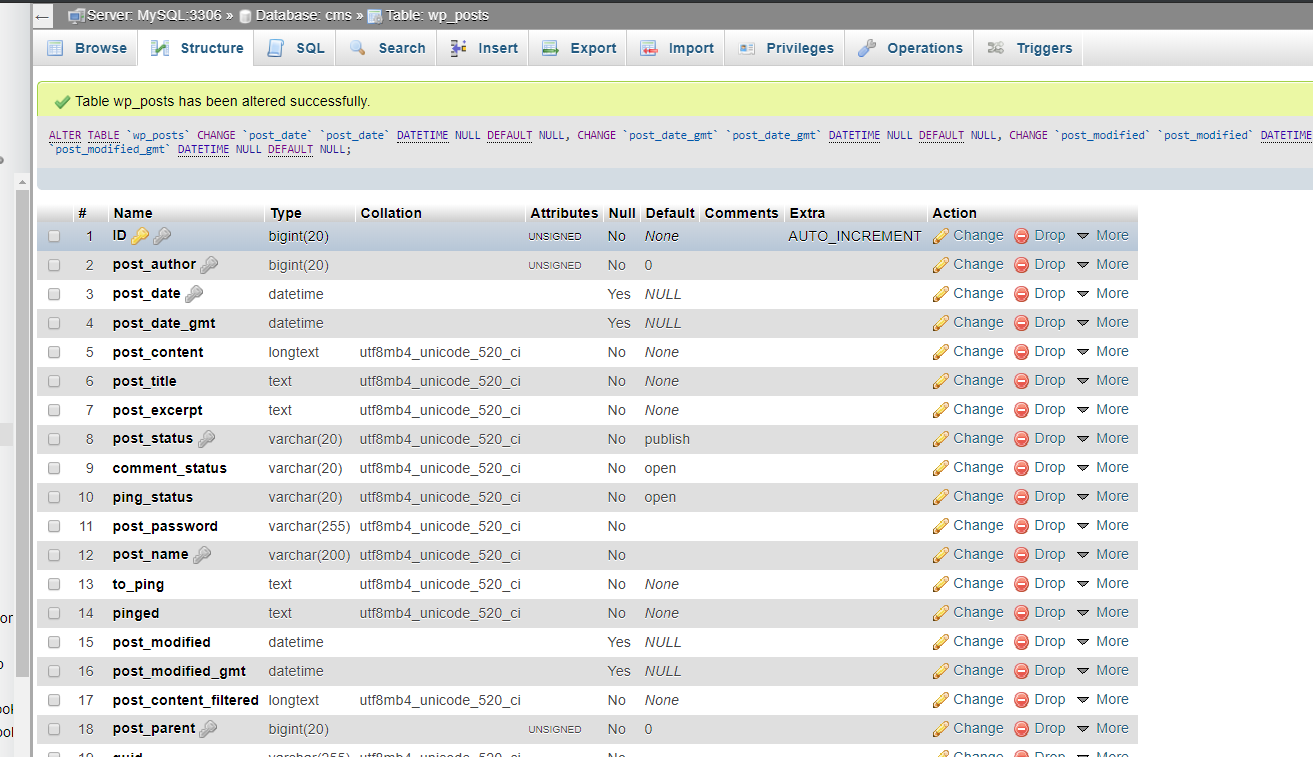 Server: MySQL:3306 » Database: cms » Table: wp_posts
Browse Structure SQL Search Insert Export Import Privileges Operations Triggers
Table wp_posts has been altered successfully.
ALTER TABLE `wp_posts` CHANGE `post_date` `post_date` DATETIME NULL DEFAULT NULL, CHANGE `post_date_gmt` `post_date_gmt` DATETIME NULL DEFAULT NULL, CHANGE `post_modified` `post_modified` DATETIME
`post_modified_gmt` DATETIME NULL DEFAULT NULL;
# Name Type Collation Attributes Null Default Comments Extra Action
1 ID bigint(20) UNSIGNED No None AUTO_INCREMENT Change Drop More
2 post_author bigint(20) UNSIGNED No 0 Change Drop More
3 post_date datetime Yes NULL Change Drop More
4 post_date_gmt datetime Yes NULL Change Drop More
5 post_content longtext utf8mb4_unicode_520_ci No None Change Drop More
6 post_title text utf8mb4_unicode_520_ci No None Change Drop More
7 post_excerpt text utf8mb4_unicode_520_ci No None Change Drop More
8 post_status varchar(20) utf8mb4_unicode_520_ci No publish Change Drop More
9 comment_status varchar(20) utf8mb4_unicode_520_ci No open Change Drop More
10 ping_status varchar(20) utf8mb4_unicode_520_ci No open Change Drop More
11 post_password varchar(255) utf8mb4_unicode_520_ci No Change Drop More
12 post_name varchar(200) utf8mb4_unicode_520_ci No Change Drop More
13 to_ping text utf8mb4_unicode_520_ci No None Change Drop More
14 pinged text utf8mb4_unicode_520_ci No None Change Drop More
15 post_modified datetime Yes NULL Change Drop More
16 post_modified_gmt datetime Yes NULL Change Drop More
17 post_content_filtered longtext utf8mb4_unicode_520_ci No None Change Drop More
18 post_parent bigint(20) UNSIGNED No 0 Change Drop More